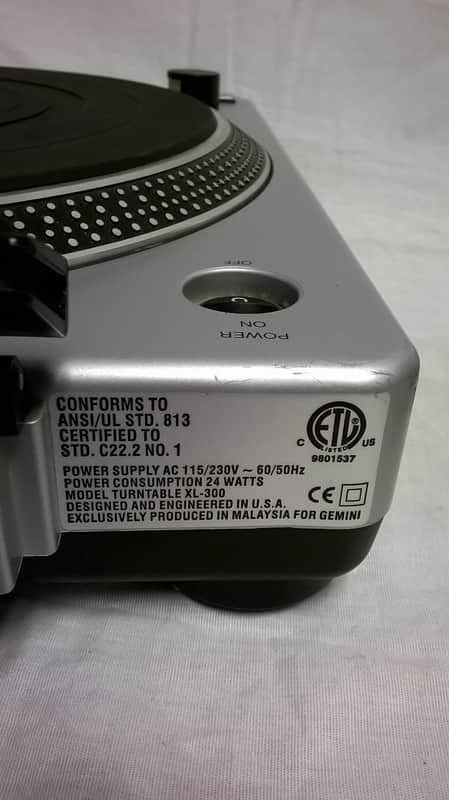 OFF
ON
POWER
CONFORMS TO
ANSI/UL STD. 813
CERTIFIED TO
STD. C22.2 NO. 1
C ETL US
LISTED
9801537
POWER SUPPLY AC 115/230V ~ 60/50Hz
POWER CONSUMPTION 24 WATTS
MODEL TURNTABLE XL-300
DESIGNED AND ENGINEERED IN U.S.A.
EXCLUSIVELY PRODUCED IN MALAYSIA FOR GEMINI
CE